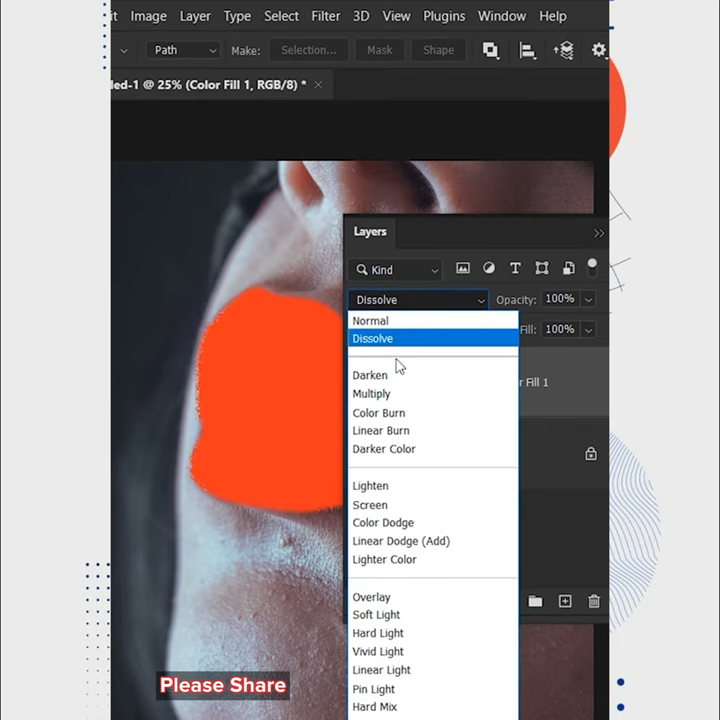 it Image Layer Type Select Filter 3D View Plugins Window Help
Path Make: Selection... Mask Shape
led-1 @ 25% (Color Fill 1, RGB/8) *
Layers
Kind
Dissolve Opacity: 100%
Normal Fill: 100%
Dissolve
Darken r Fill 1
Multiply
Color Burn
Linear Burn
Darker Color
Lighten
Screen
Color Dodge
Linear Dodge (Add)
Lighter Color
Overlay
Soft Light
Hard Light
Vivid Light
Linear Light
Pin Light
Hard Mix
Please Share